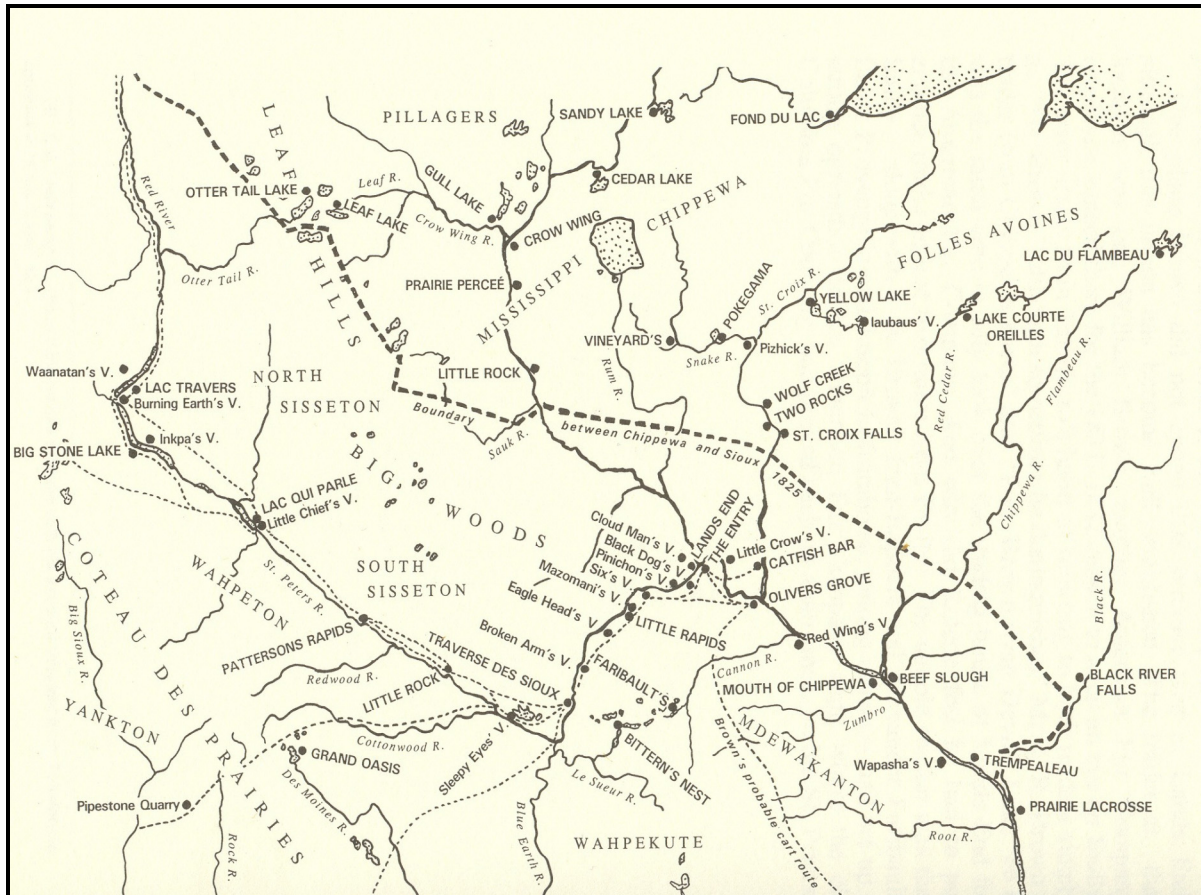 PILLAGERS
SANDY LAKE
FOND DU LAC
LEAF
HILLS
Red River
OTTER TAIL LAKE
Leaf R.
LEAF LAKE
GULL LAKE
Crow Wing R.
CEDAR LAKE
CROW WING
CHIPPEWA
MISSISSIPPI
FOLLES AVOINES
LAC DU FLAMBEAU
Otter Tail R.
PRAIRIE PERCEÉ
POKEGAMA
St. Croix R.
YELLOW LAKE
Iaubaus' V.
LAKE COURTE
OREILLES
VINEYARD'S
Snake R.
Pizhick's V.
Rum R.
Red Cedar R.
Flambeau R.
Waanatan's V.
LAC TRAVERS
Burning Earth's V.
NORTH
SISSETON
LITTLE ROCK
WOLF CREEK
TWO ROCKS
ST. CROIX FALLS
Boundary
between Chippewa and Sioux
1825
Sauk R.
Inkpa's V.
BIG STONE LAKE
BIG WOODS
Chippewa R.
LAC QUI PARLE
Little Chief's V.
LANDS END
THE ENTRY
Cloud Man's V.
Black Dog's V
Pinichon's V.
Six's V.
Mazomani's V.
Eagle Head's V
Broken Arm's V.
Little Crow's V.
CATFISH BAR
OLIVERS GROVE
COTEAU DES PRAIRIES
WAHPETON
SOUTH
SISSETON
St. Peters R.
Big Sioux R.
Black R.
PATTERSONS RAPIDS
TRAVERSE DES SIOUX
LITTLE RAPIDS
Red Wing's V
Cannon R.
FARIBAULT'S
MOUTH OF CHIPPEWA
BEEF SLOUGH
BLACK RIVER
FALLS
Redwood R.
LITTLE ROCK
YANKTON
Cottonwood R.
Sleepy Eyes' V.
BITTERN'S NEST
Zumbro
MDEWAKANTON
Brown's probable cart route
GRAND OASIS
Le Sueur R.
Wapasha's V.
TREMPEALEAU
Pipestone Quarry
Des Moines R.
PRAIRIE LACROSSE
Rock R.
Blue Earth R.
WAHPEKUTE
Root R.